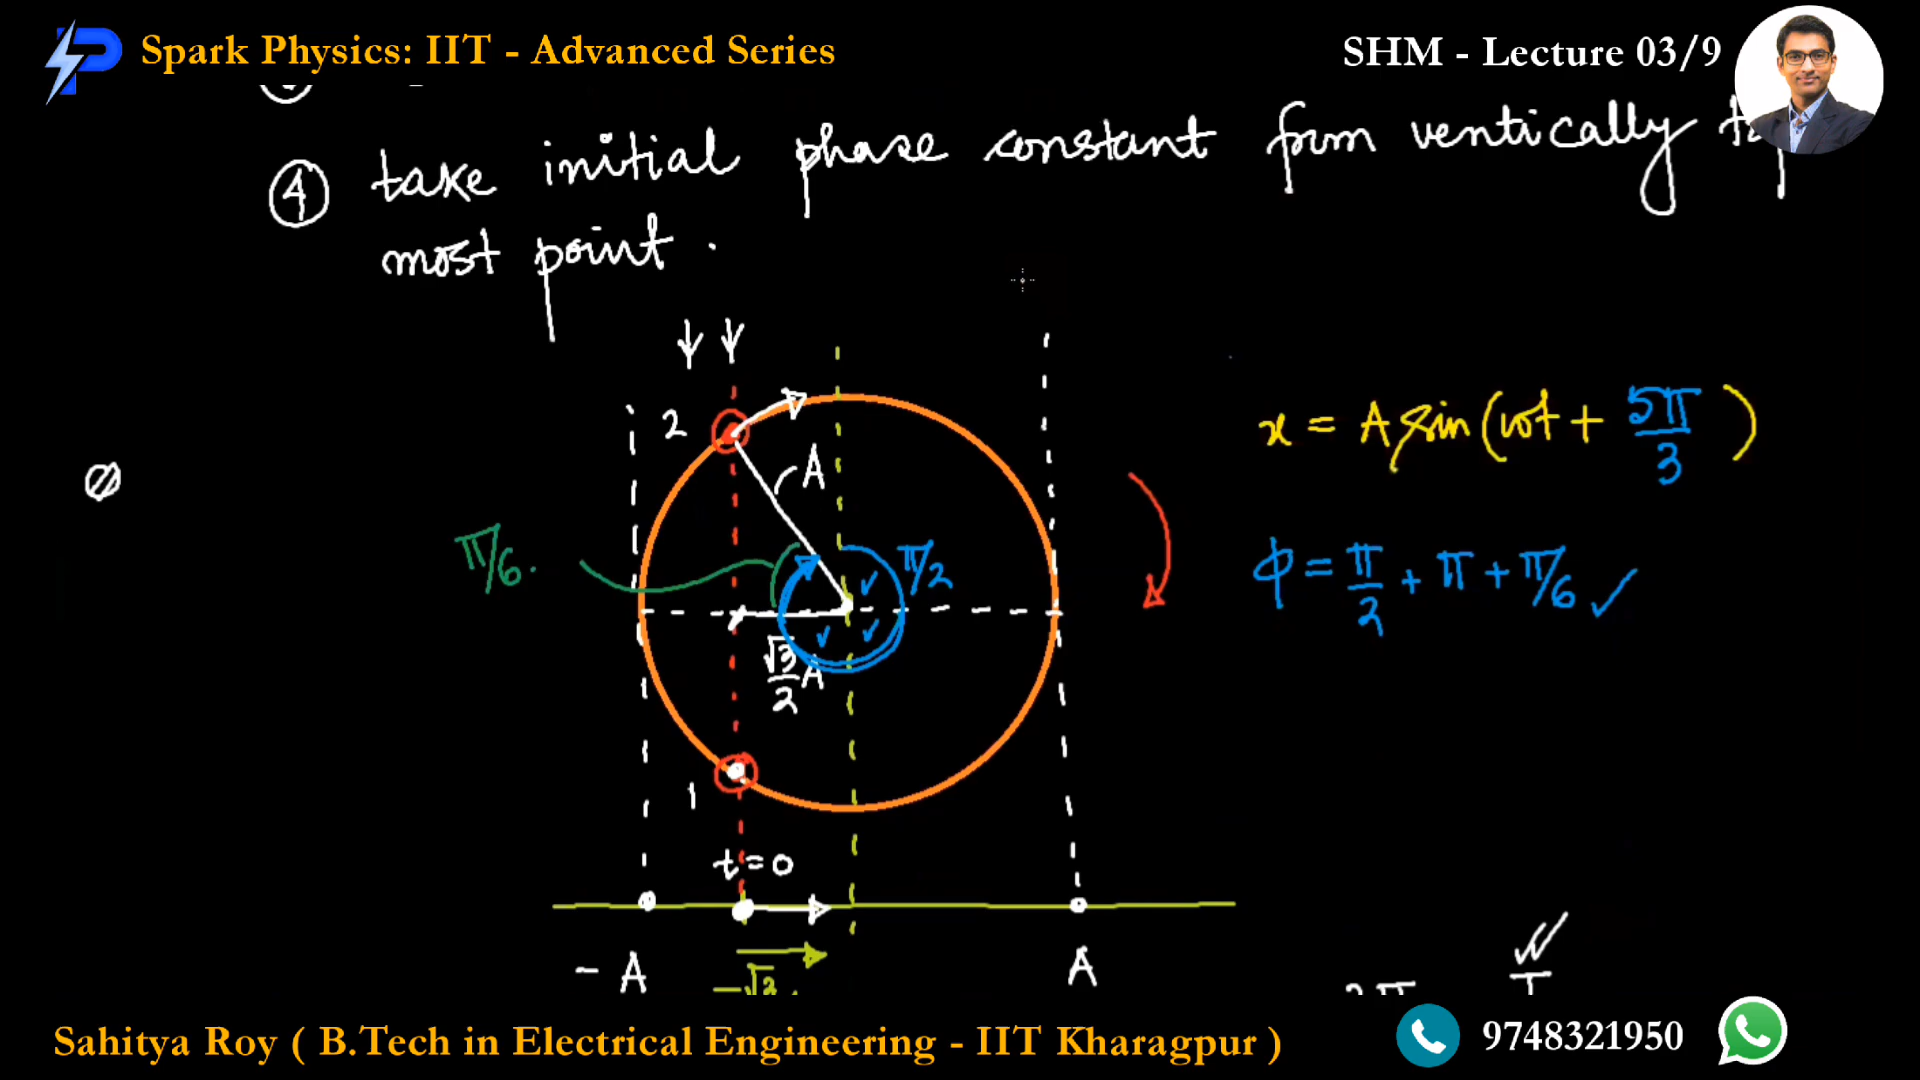 Spark Physics: IIT - Advanced Series
SHM - Lecture 03/9
④ take initial phase constant from vertically
most point.
2
A
x = A sin(ωt + 5π/3)
∅
π/6.
π/2
ϕ = π/2 + π + π/6 ✓
√3/2 A
1
t=0
- A
A
Sahitya Roy ( B.Tech in Electrical Engineering - IIT Kharagpur )
9748321950